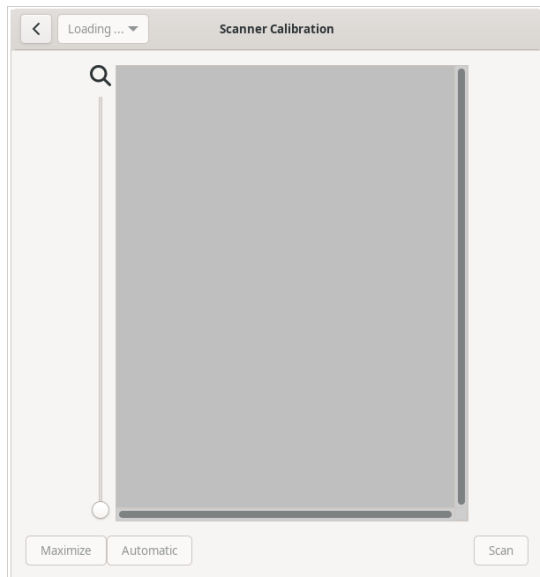 Loading ...
Scanner Calibration
Maximize
Automatic
Scan